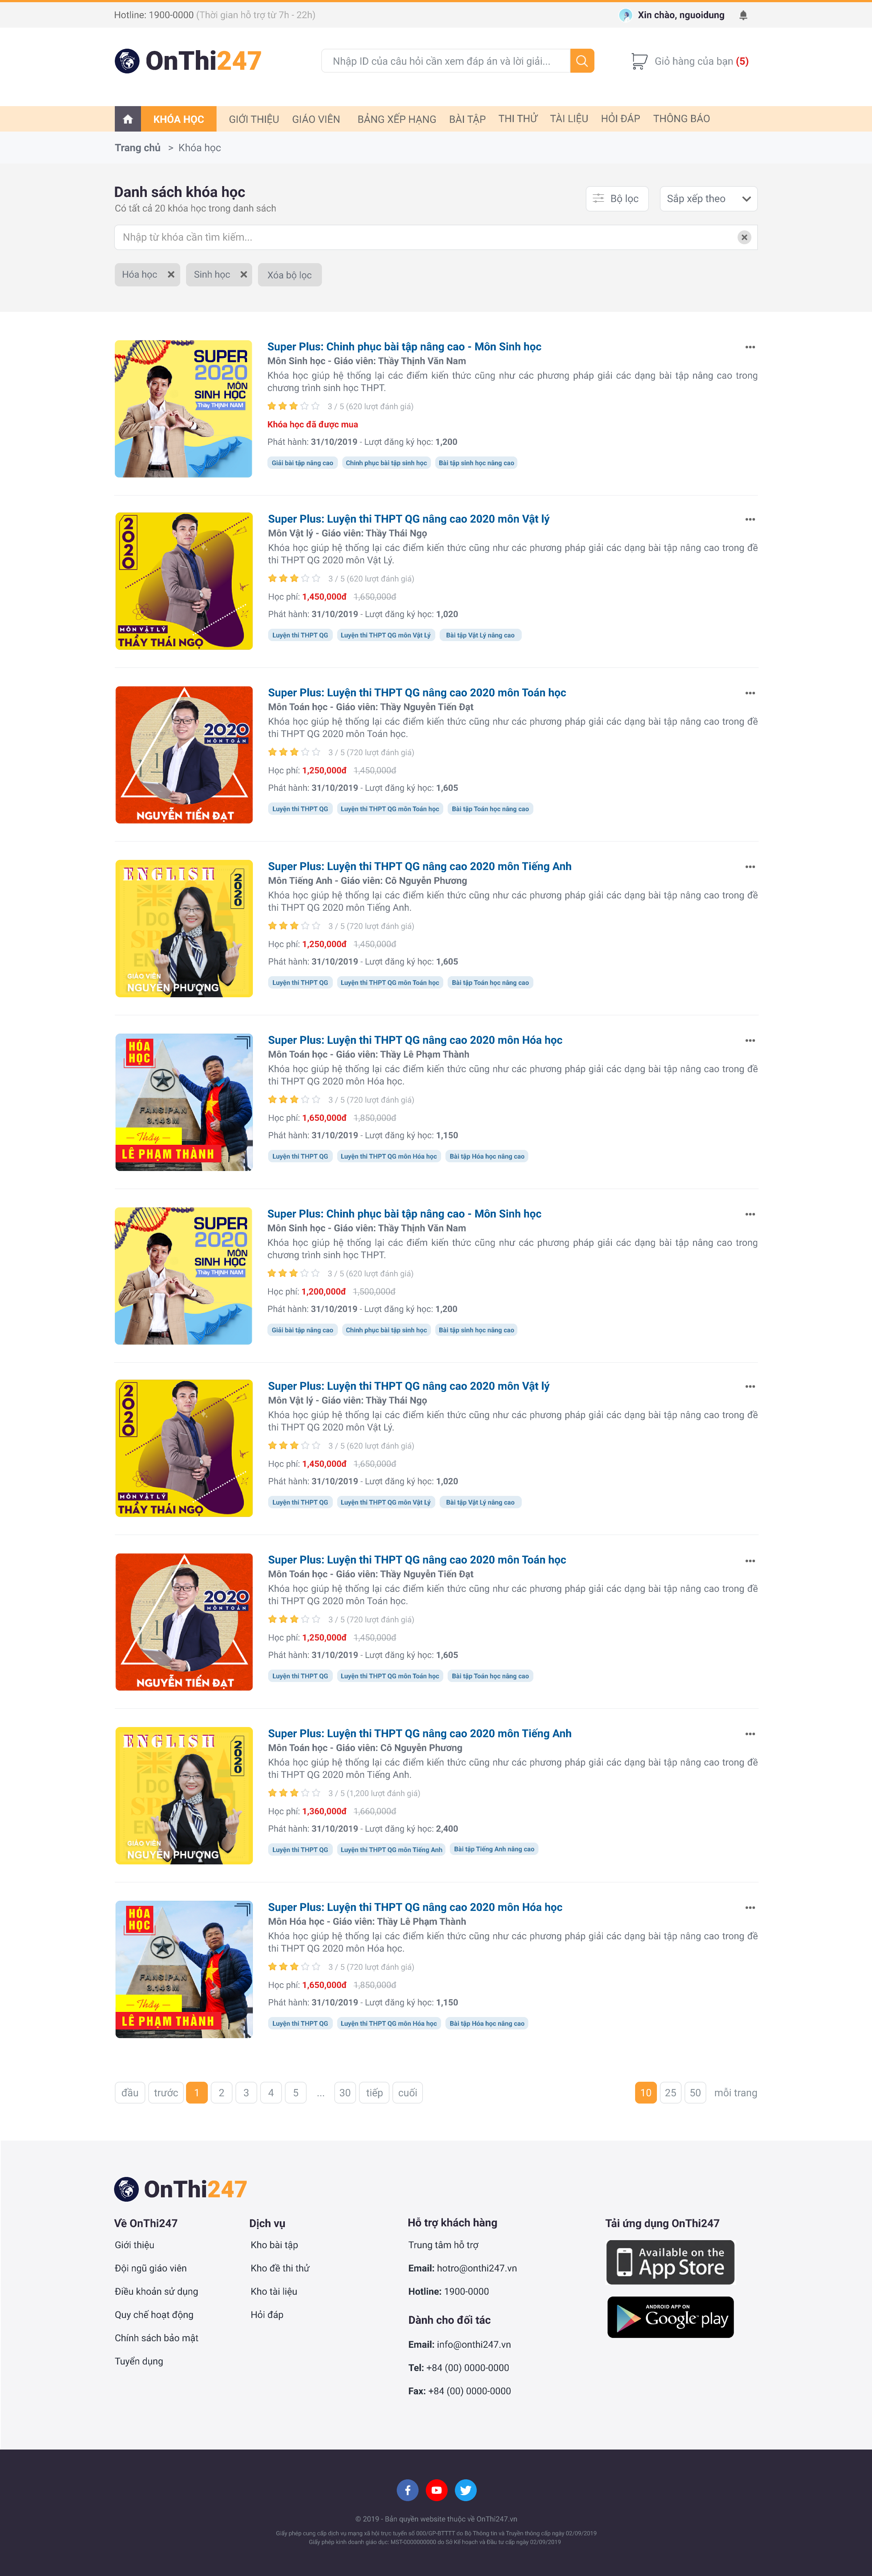 Hotline: 1900-0000 (Thời gian hỗ trợ từ 7h - 22h)
Xin chào, nguoidung
OnThi247
Nhập ID của câu hỏi cần xem đáp án và lời giải...
Giỏ hàng của bạn (5)
KHÓA HỌC GIỚI THIỆU GIÁO VIÊN BẢNG XẾP HẠNG BÀI TẬP THI THỬ TÀI LIỆU HỎI ĐÁP THÔNG BÁO
Trang chủ > Khóa học
Danh sách khóa học
Có tất cả 20 khóa học trong danh sách
Bộ lọc
Sắp xếp theo
Nhập từ khóa cần tìm kiếm...
Hóa học
Sinh học
Xóa bộ lọc
SUPER
2020
MÔN
SINH HỌC
Thầy THỊNH NAM
Super Plus: Chinh phục bài tập nâng cao - Môn Sinh học
Môn Sinh học - Giáo viên: Thầy Thịnh Văn Nam
Khóa học giúp hệ thống lại các điểm kiến thức cũng như các phương pháp giải các dạng bài tập nâng cao trong
chương trình sinh học THPT.
3 / 5 (620 lượt đánh giá)
Khóa học đã được mua
Phát hành: 31/10/2019 - Lượt đăng ký học: 1,200
Giải bài tập nâng cao Chinh phục bài tập sinh học Bài tập sinh học nâng cao
2020
MÔN VẬT LÝ
THẦY THÁI NGỌ
Super Plus: Luyện thi THPT QG nâng cao 2020 môn Vật lý
Môn Vật lý - Giáo viên: Thầy Thái Ngọ
Khóa học giúp hệ thống lại các điểm kiến thức cũng như các phương pháp giải các dạng bài tập nâng cao trong đề
thi THPT QG 2020 môn Vật Lý.
3 / 5 (620 lượt đánh giá)
Học phí: 1,450,000đ 1,650,000đ
Phát hành: 31/10/2019 - Lượt đăng ký học: 1,020
Luyện thi THPT QG Luyện thi THPT QG môn Vật Lý Bài tập Vật Lý nâng cao
2020
MÔN TOÁN
NGUYỄN TIẾN ĐẠT
Super Plus: Luyện thi THPT QG nâng cao 2020 môn Toán học
Môn Toán học - Giáo viên: Thầy Nguyễn Tiến Đạt
Khóa học giúp hệ thống lại các điểm kiến thức cũng như các phương pháp giải các dạng bài tập nâng cao trong đề
thi THPT QG 2020 môn Toán học.
3 / 5 (720 lượt đánh giá)
Học phí: 1,250,000đ 1,450,000đ
Phát hành: 31/10/2019 - Lượt đăng ký học: 1,605
Luyện thi THPT QG Luyện thi THPT QG môn Toán học Bài tập Toán học nâng cao
ENGLISH
2020
GIÁO VIÊN
NGUYỄN PHƯƠNG
Super Plus: Luyện thi THPT QG nâng cao 2020 môn Tiếng Anh
Môn Tiếng Anh - Giáo viên: Cô Nguyễn Phương
Khóa học giúp hệ thống lại các điểm kiến thức cũng như các phương pháp giải các dạng bài tập nâng cao trong đề
thi THPT QG 2020 môn Tiếng Anh.
3 / 5 (720 lượt đánh giá)
Học phí: 1,250,000đ 1,450,000đ
Phát hành: 31/10/2019 - Lượt đăng ký học: 1,605
Luyện thi THPT QG Luyện thi THPT QG môn Toán học Bài tập Toán học nâng cao
HÓA
HỌC
FANSIPAN
3.143M
Thầy
LÊ PHẠM THÀNH
Super Plus: Luyện thi THPT QG nâng cao 2020 môn Hóa học
Môn Toán học - Giáo viên: Thầy Lê Phạm Thành
Khóa học giúp hệ thống lại các điểm kiến thức cũng như các phương pháp giải các dạng bài tập nâng cao trong đề
thi THPT QG 2020 môn Hóa học.
3 / 5 (720 lượt đánh giá)
Học phí: 1,650,000đ 1,850,000đ
Phát hành: 31/10/2019 - Lượt đăng ký học: 1,150
Luyện thi THPT QG Luyện thi THPT QG môn Hóa học Bài tập Hóa học nâng cao
SUPER
2020
MÔN
SINH HỌC
Thầy THỊNH NAM
Super Plus: Chinh phục bài tập nâng cao - Môn Sinh học
Môn Sinh học - Giáo viên: Thầy Thịnh Văn Nam
Khóa học giúp hệ thống lại các điểm kiến thức cũng như các phương pháp giải các dạng bài tập nâng cao trong
chương trình sinh học THPT.
3 / 5 (620 lượt đánh giá)
Học phí: 1,200,000đ 1,500,000đ
Phát hành: 31/10/2019 - Lượt đăng ký học: 1,200
Giải bài tập nâng cao Chinh phục bài tập sinh học Bài tập sinh học nâng cao
2020
MÔN VẬT LÝ
THẦY THÁI NGỌ
Super Plus: Luyện thi THPT QG nâng cao 2020 môn Vật lý
Môn Vật lý - Giáo viên: Thầy Thái Ngọ
Khóa học giúp hệ thống lại các điểm kiến thức cũng như các phương pháp giải các dạng bài tập nâng cao trong đề
thi THPT QG 2020 môn Vật Lý.
3 / 5 (620 lượt đánh giá)
Học phí: 1,450,000đ 1,650,000đ
Phát hành: 31/10/2019 - Lượt đăng ký học: 1,020
Luyện thi THPT QG Luyện thi THPT QG môn Vật Lý Bài tập Vật Lý nâng cao
2020
MÔN TOÁN
NGUYỄN TIẾN ĐẠT
Super Plus: Luyện thi THPT QG nâng cao 2020 môn Toán học
Môn Toán học - Giáo viên: Thầy Nguyễn Tiến Đạt
Khóa học giúp hệ thống lại các điểm kiến thức cũng như các phương pháp giải các dạng bài tập nâng cao trong đề
thi THPT QG 2020 môn Toán học.
3 / 5 (720 lượt đánh giá)
Học phí: 1,250,000đ 1,450,000đ
Phát hành: 31/10/2019 - Lượt đăng ký học: 1,605
Luyện thi THPT QG Luyện thi THPT QG môn Toán học Bài tập Toán học nâng cao
ENGLISH
2020
GIÁO VIÊN
NGUYỄN PHƯƠNG
Super Plus: Luyện thi THPT QG nâng cao 2020 môn Tiếng Anh
Môn Toán học - Giáo viên: Cô Nguyễn Phương
Khóa học giúp hệ thống lại các điểm kiến thức cũng như các phương pháp giải các dạng bài tập nâng cao trong đề
thi THPT QG 2020 môn Tiếng Anh.
3 / 5 (1,200 lượt đánh giá)
Học phí: 1,360,000đ 1,660,000đ
Phát hành: 31/10/2019 - Lượt đăng ký học: 2,400
Luyện thi THPT QG Luyện thi THPT QG môn Tiếng Anh Bài tập Tiếng Anh nâng cao
HÓA
HỌC
FANSIPAN
3.143M
Thầy
LÊ PHẠM THÀNH
Super Plus: Luyện thi THPT QG nâng cao 2020 môn Hóa học
Môn Hóa học - Giáo viên: Thầy Lê Phạm Thành
Khóa học giúp hệ thống lại các điểm kiến thức cũng như các phương pháp giải các dạng bài tập nâng cao trong đề
thi THPT QG 2020 môn Hóa học.
3 / 5 (720 lượt đánh giá)
Học phí: 1,650,000đ 1,850,000đ
Phát hành: 31/10/2019 - Lượt đăng ký học: 1,150
Luyện thi THPT QG Luyện thi THPT QG môn Hóa học Bài tập Hóa học nâng cao
đầu trước 1 2 3 4 5 ... 30 tiếp cuối
10 25 50 mỗi trang
OnThi247
Về OnThi247
Giới thiệu
Đội ngũ giáo viên
Điều khoản sử dụng
Quy chế hoạt động
Chính sách bảo mật
Tuyển dụng
Dịch vụ
Kho bài tập
Kho đề thi thử
Kho tài liệu
Hỏi đáp
Hỗ trợ khách hàng
Trung tâm hỗ trợ
Email: hotro@onthi247.vn
Hotline: 1900-0000
Dành cho đối tác
Email: info@onthi247.vn
Tel: +84 (00) 0000-0000
Fax: +84 (00) 0000-0000
Tải ứng dụng OnThi247
Available on the
App Store
ANDROID APP ON
Google play
© 2019 - Bản quyền website thuộc về OnThi247.vn
Giấy phép cung cấp dịch vụ mạng xã hội trực tuyến số 000/GP-BTTTT do Bộ Thông tin và Truyền thông cấp ngày 02/09/2019
Giấy phép kinh doanh giáo dục: MST-0000000000 do Sở Kế hoạch và Đầu tư cấp ngày 02/09/2019